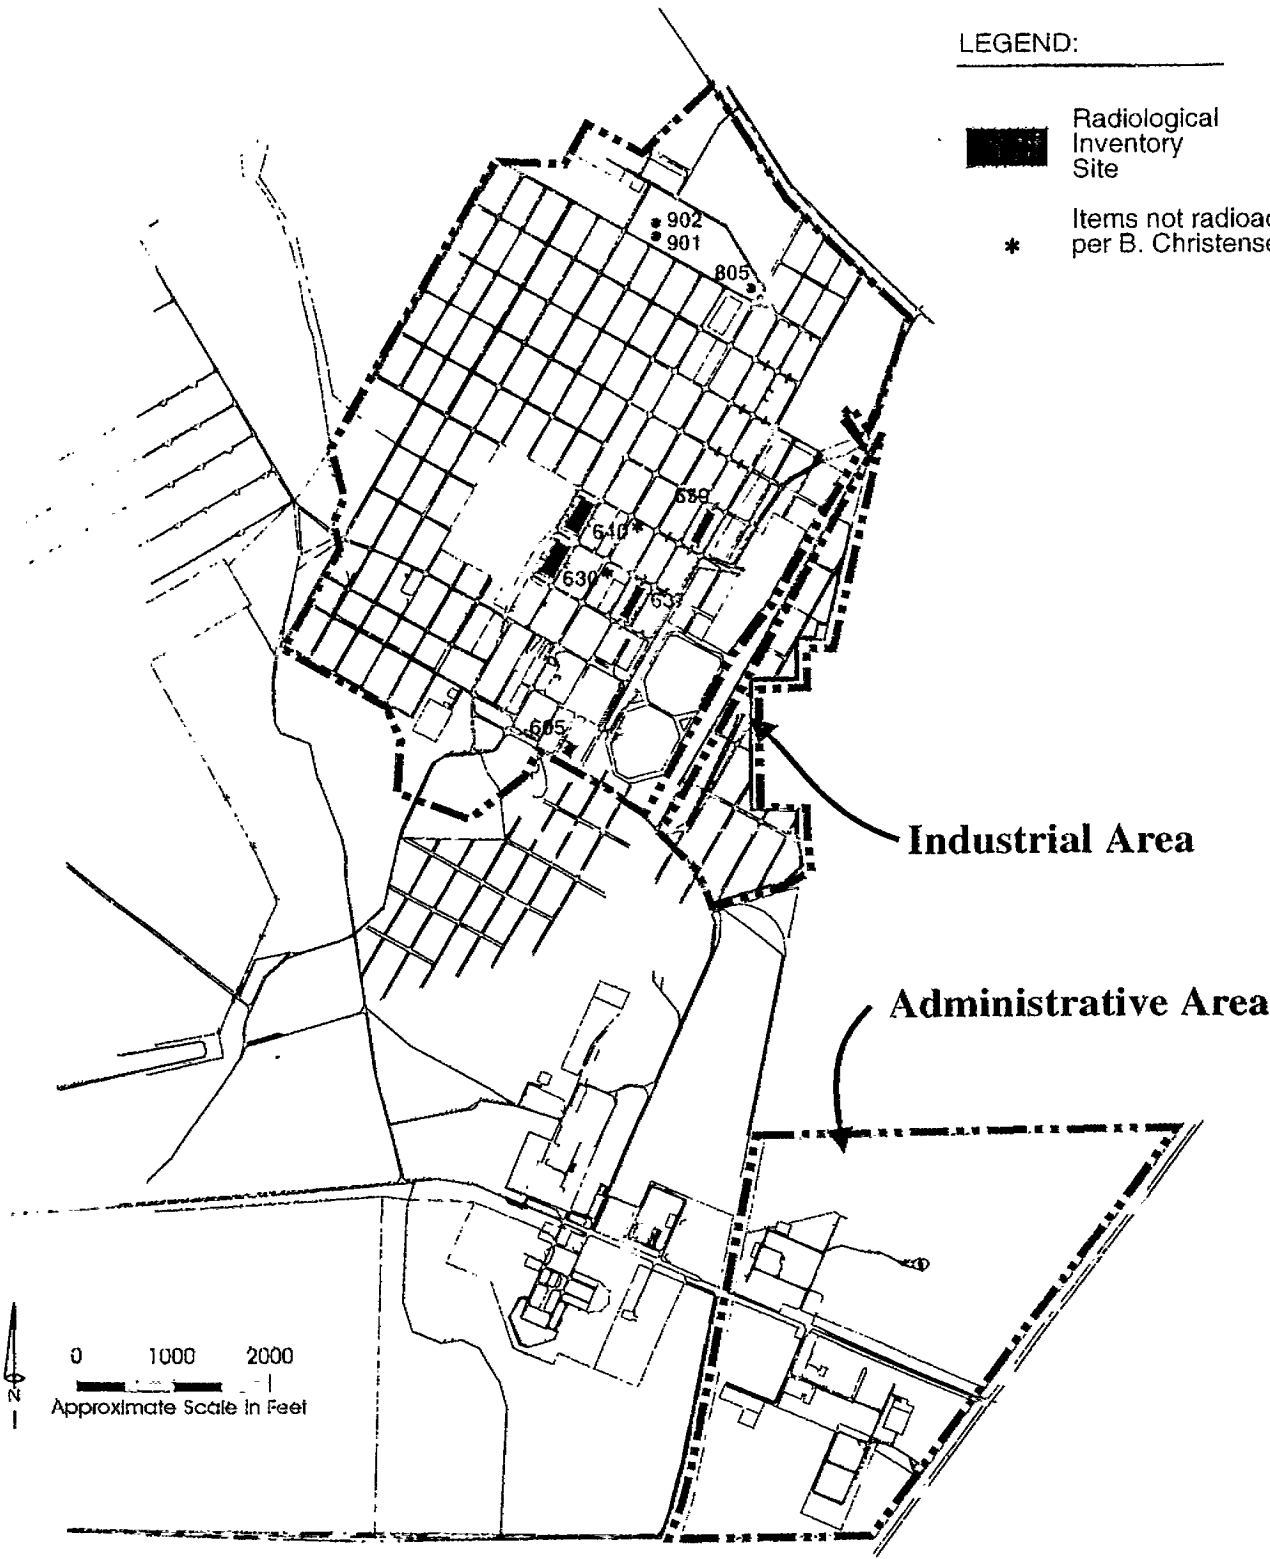 LEGEND:
Radiological
Inventory
Site
Items not radioac
* per B. Christense
902
901
805
640*
630*
605
Industrial Area
Administrative Area
0 1000 2000
Approximate Scale in Feet